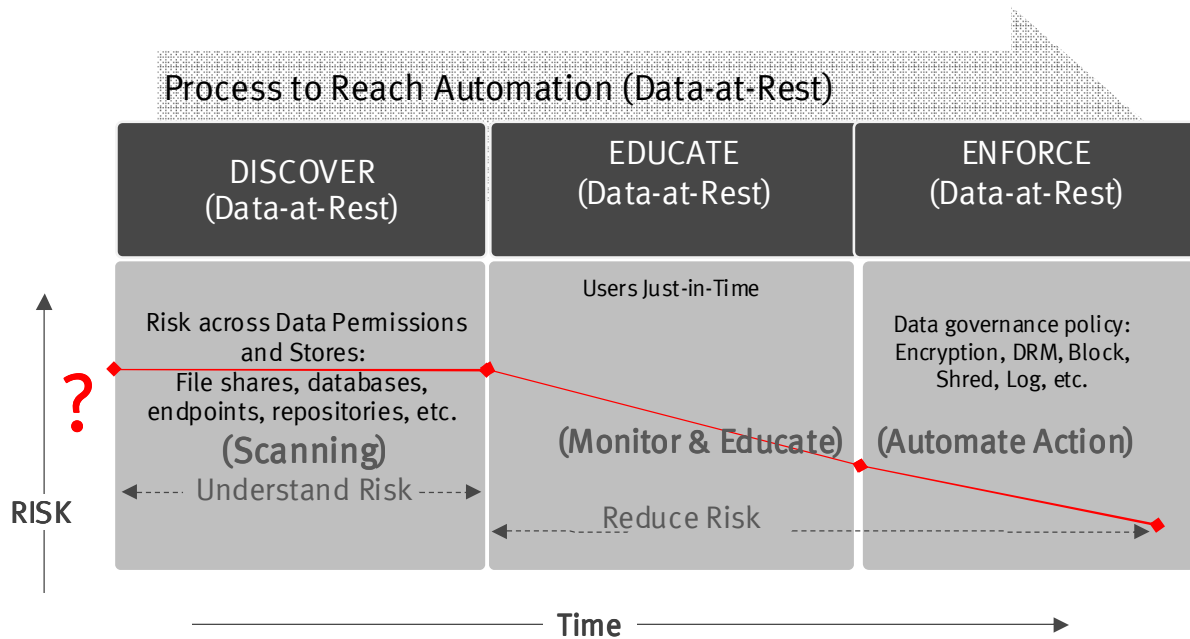 Process to Reach Automation (Data-at-Rest)
DISCOVER
(Data-at-Rest)
EDUCATE
(Data-at-Rest)
ENFORCE
(Data-at-Rest)
Risk across Data Permissions
and Stores:
File shares, databases,
endpoints, repositories, etc.
(Scanning)
Understand Risk
Users Just-in-Time
(Monitor & Educate)
Data governance policy:
Encryption, DRM, Block,
Shred, Log, etc.
(Automate Action)
Reduce Risk
?
RISK
Time